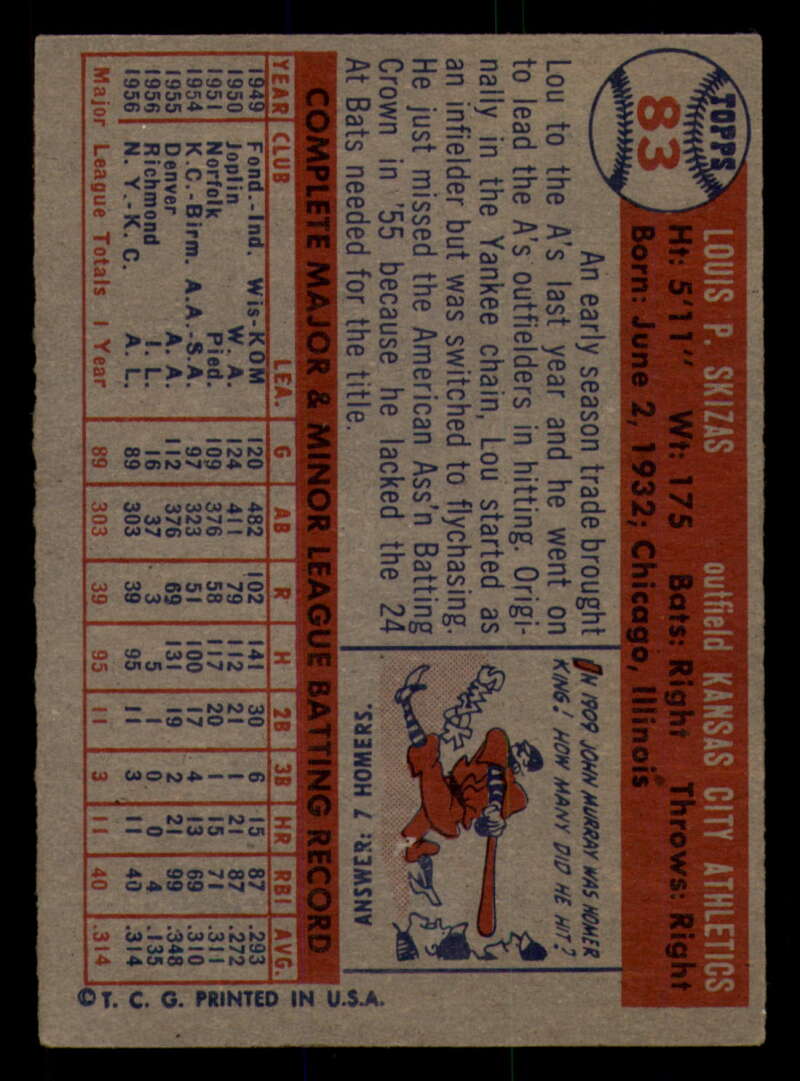 TOPPS
83
LOUIS P. SKIZAS outfield KANSAS CITY ATHLETICS
Ht: 5'11" Wt: 175 Bats: Right Throws: Right
Born: June 2, 1932; Chicago, Illinois
An early season trade brought
Lou to the A's last year and he went on
to lead the A's outfielders in hitting. Origi-
nally in the Yankee chain, Lou started as
an infielder but was switched to flychasing.
He just missed the American Ass'n Batting
Crown in '55 because he lacked the 24
At Bats needed for the title.
IN 1909 JOHN MURRAY WAS HOMER
KING! HOW MANY DID HE HIT?
ANSWER: 7 HOMERS.
COMPLETE MAJOR & MINOR LEAGUE BATTING RECORD
YEAR CLUB LEA. G AB R H 2B 3B HR RBI AVG.
1949 Fond.-Ind. Wis-KOM 120 482 102 141 30 6 15 87 .293
1950 Joplin W. A. 124 411 79 112 21 1 21 87 .272
1951 Norfolk Pied. 109 376 58 117 20 1 15 71 .311
1954 K.C.-Birm. A.A.-S.A. 97 323 51 100 17 4 13 69 .310
1955 Denver A. A. 112 376 69 131 19 2 21 99 .348
1956 Richmond I. L. 16 37 3 5 1 0 0 4 .135
1956 N. Y.-K. C. A. L. 89 303 39 95 11 3 11 40 .314
Major League Totals 1 Year 89 303 39 95 11 3 11 40 .314
© T. C. G. PRINTED IN U.S.A.